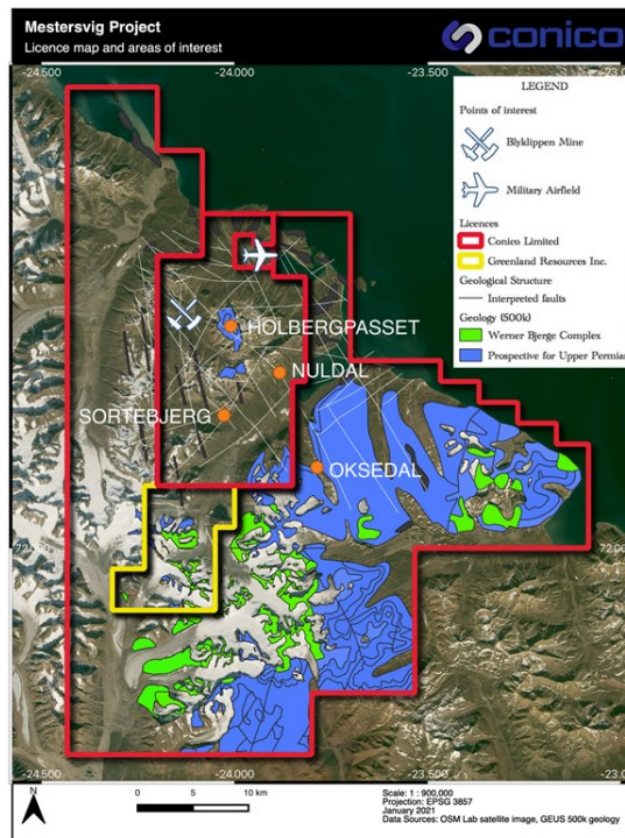 Mestersvig Project
Licence map and areas of interest
conico
-24.500
-24.000
-23.500
LEGEND
Points of interest
Blyklippen Mine
Military Airfield
Licences
Conico Limited
Greenland Resources Inc.
Geological Structure
Interpreted faults
Geology (500k)
Werner Bjerge Complex
Prospective for Upper Permian
HOLBERGPASSET
NULDAL
SORTEBJERG
OKSEDAL
72.00
-24.500
-24.000
-23.500
0 5 10 km
Scale: 1 : 900,000
Projection: EPSG 3857
January 2021
Data Sources: OSM Lab satellite image, GEUS 500k geology